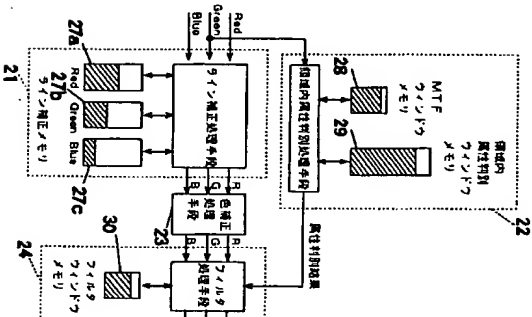 Blue
Green
Red
21
27a
Red
27b
Green
Blue
27c
ライン補正メモリ
ライン補正処理手段
B
G
R
色補正
処理
手段
23
B
G
R
フィルタ
処理手段
30
フィルタ
ウィンドウ
メモリ
24
領域内属性判別処理手段
28
MTF
ウィンドウ
メモリ
29
領域内
属性判別
ウィンドウ
メモリ
22
属性判別結果